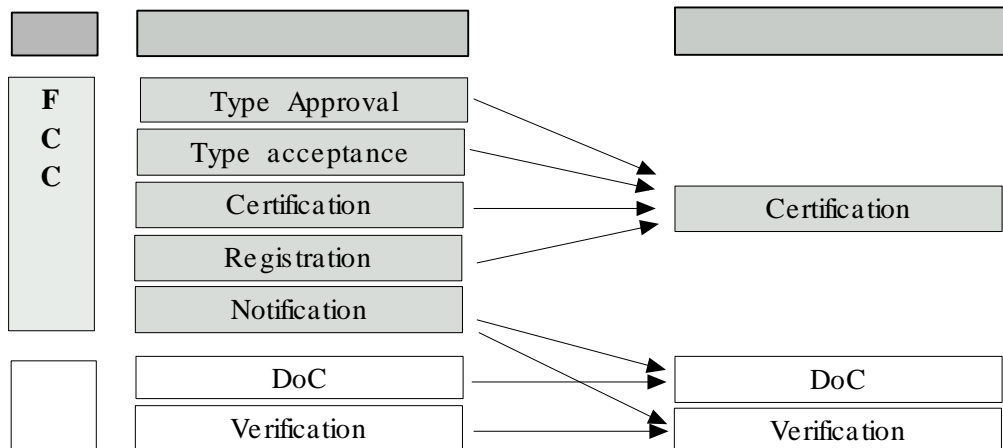 F
C
C
Type Approval
Type acceptance
Certification
Registration
Notification
DoC
Verification
Certification
DoC
Verification